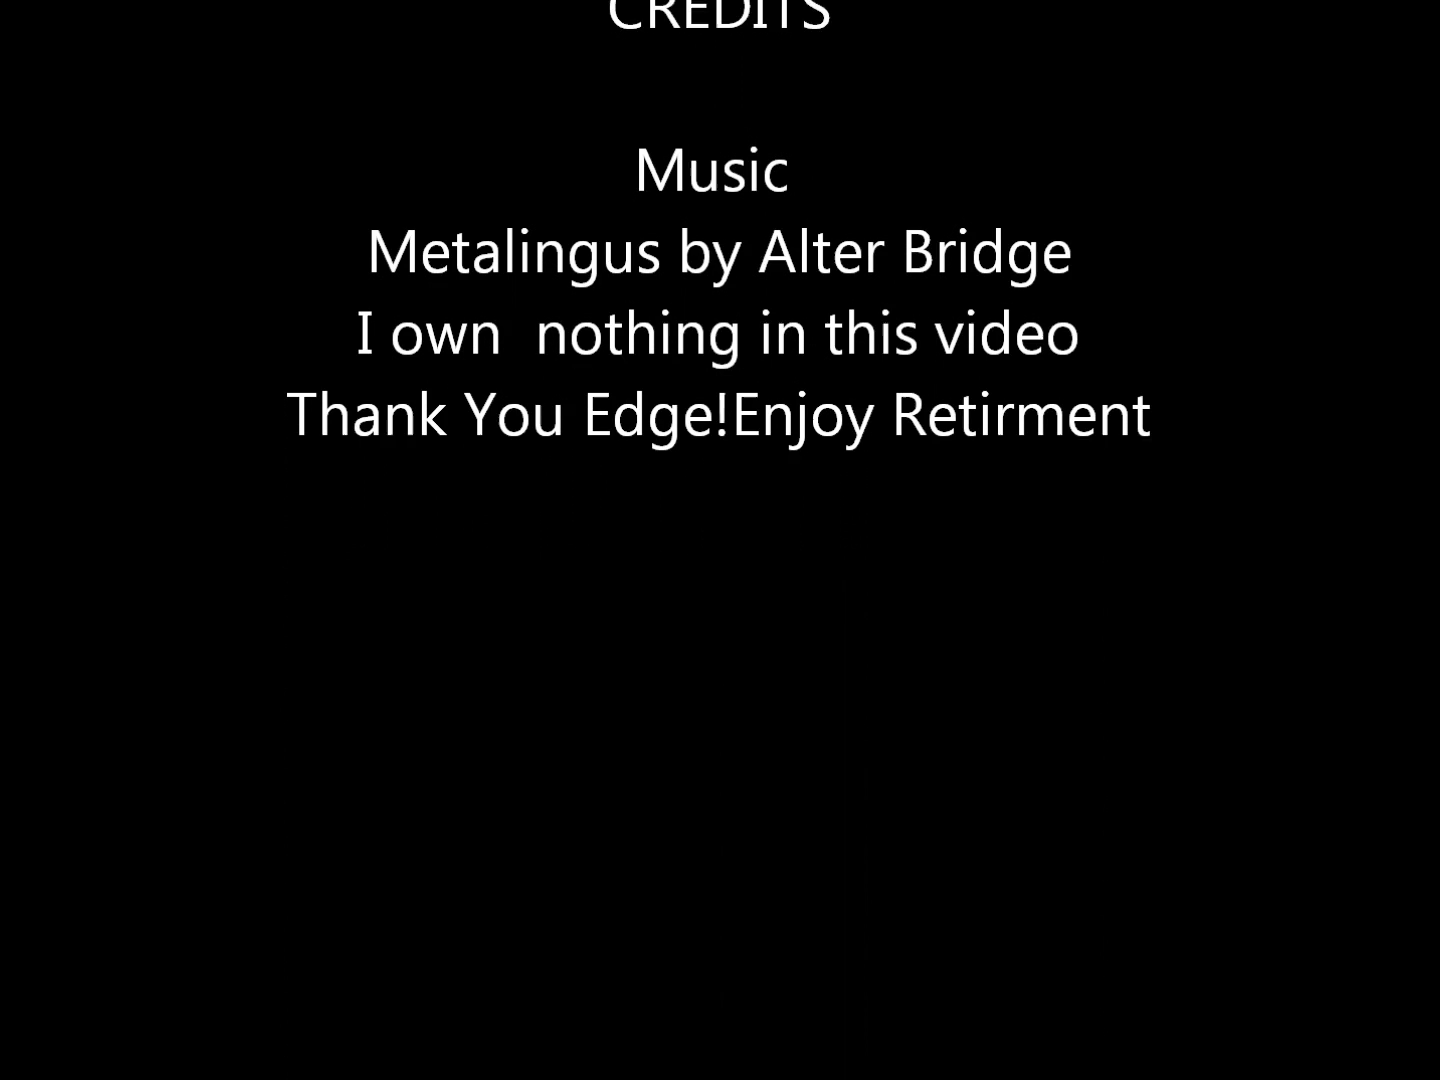 CREDITS
Music
Metalingus by Alter Bridge
I own  nothing in this video
Thank You Edge!Enjoy Retirment